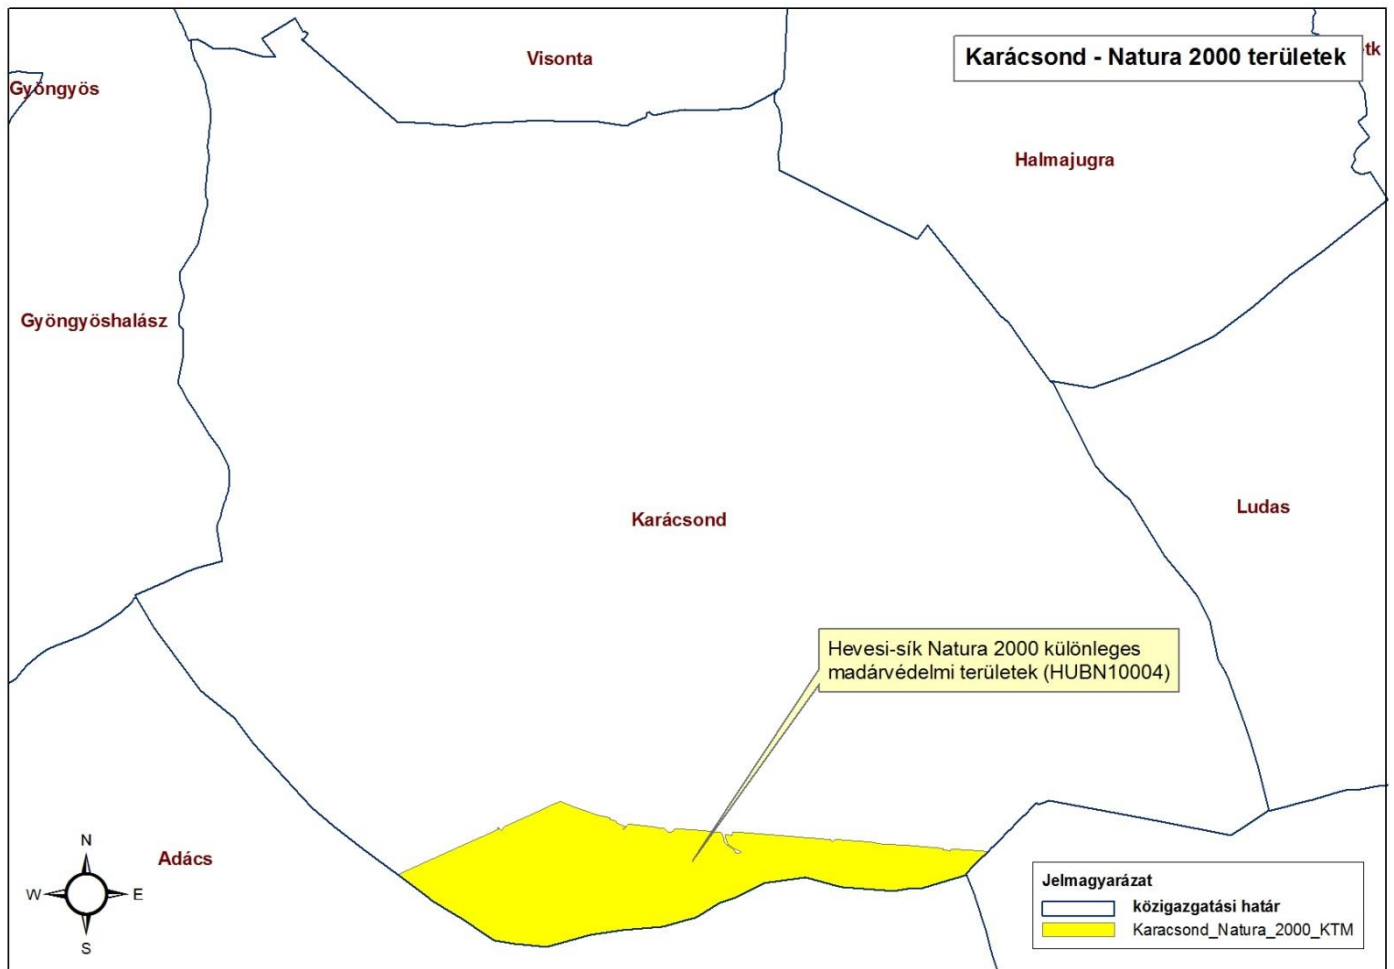 Karácsond - Natura 2000 területek
Visonta
tk
Gyöngyös
Halmajugra
Gyöngyöshalász
Ludas
Karácsond
Hevesi-sík Natura 2000 különleges
madárvédelmi területek (HUBN10004)
Adács
N
W
E
S
Jelmagyarázat
közigazgatási határ
Karacsond_Natura_2000_KTM